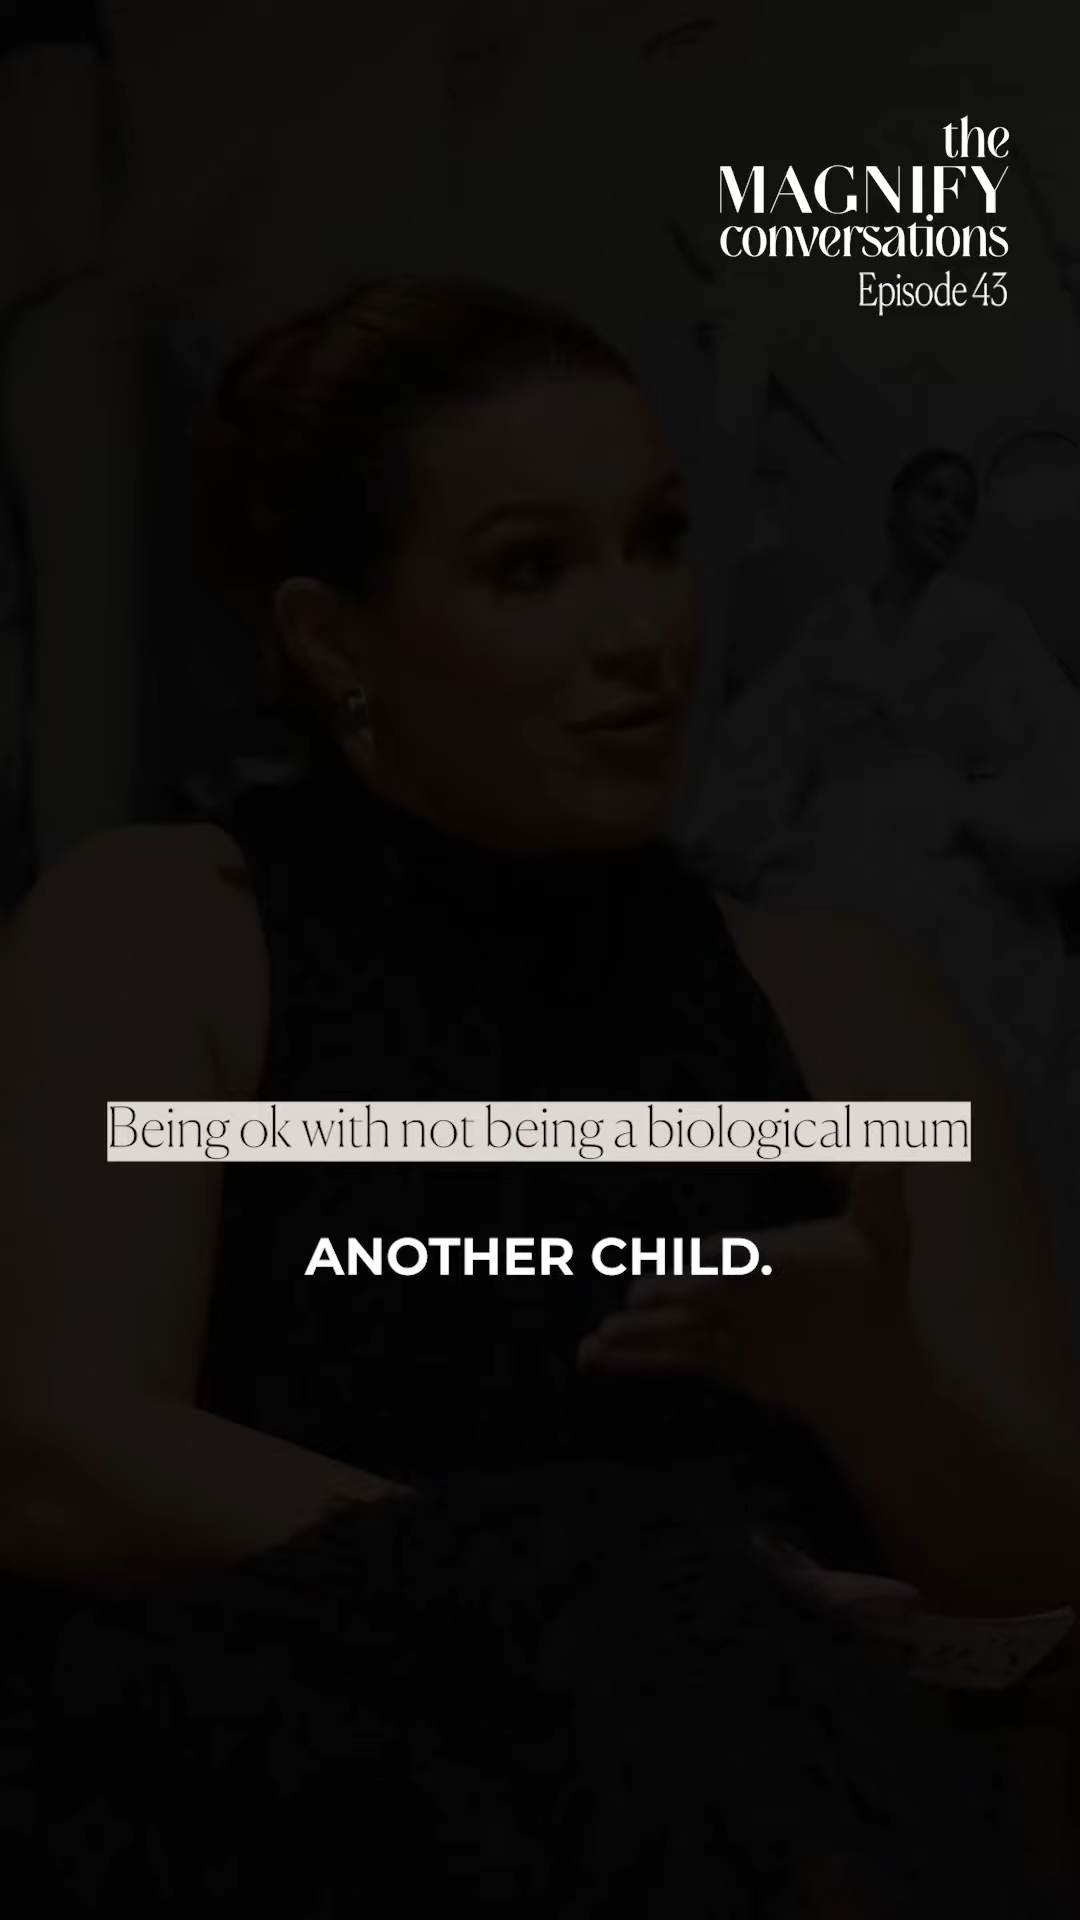 the
MAGNIFY
conversations
Episode 43
Being ok with not being a biological mum
ANOTHER CHILD.